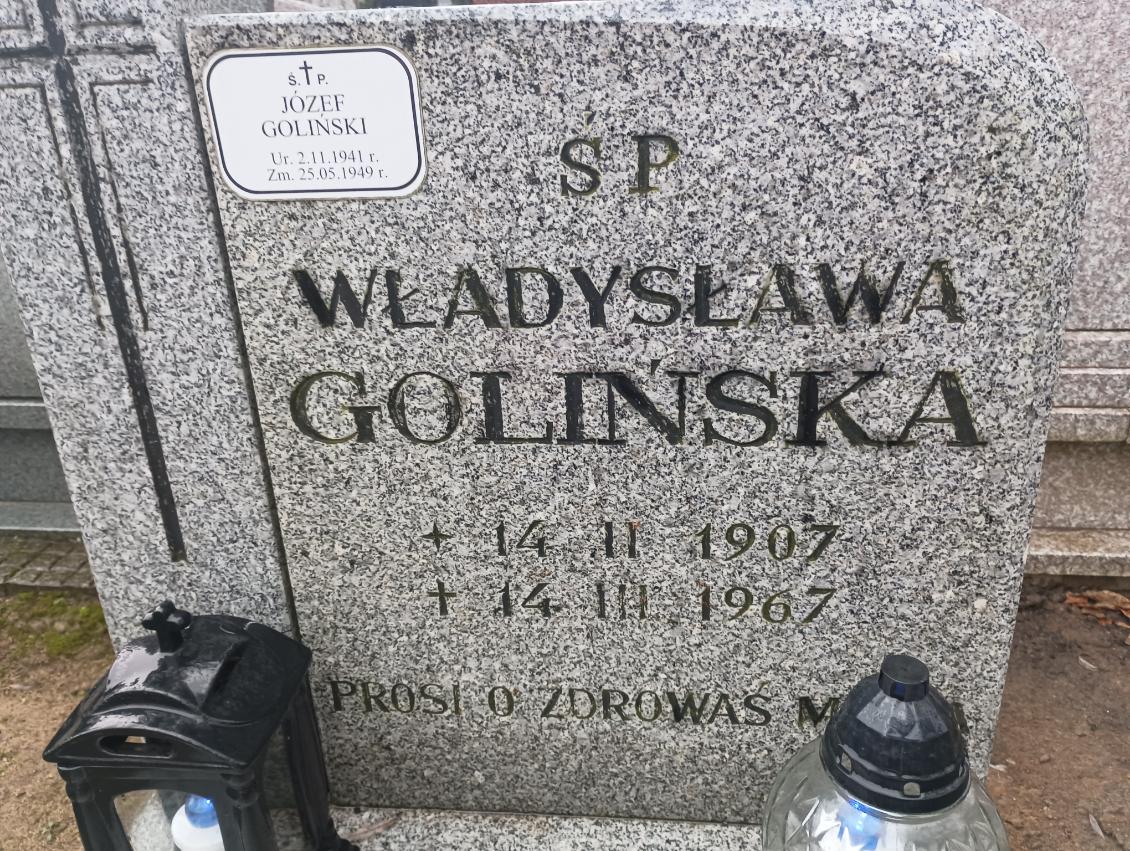 Ś. † P.
JÓZEF
GOLIŃSKI
Ur. 2.11.1941 r.
Zm. 25.05.1949 r.
Ś P
WŁADYSŁAWA
GOLIŃSKA
+ 14 II 1907
† 14 III 1967
PROSI O ZDROWAŚ